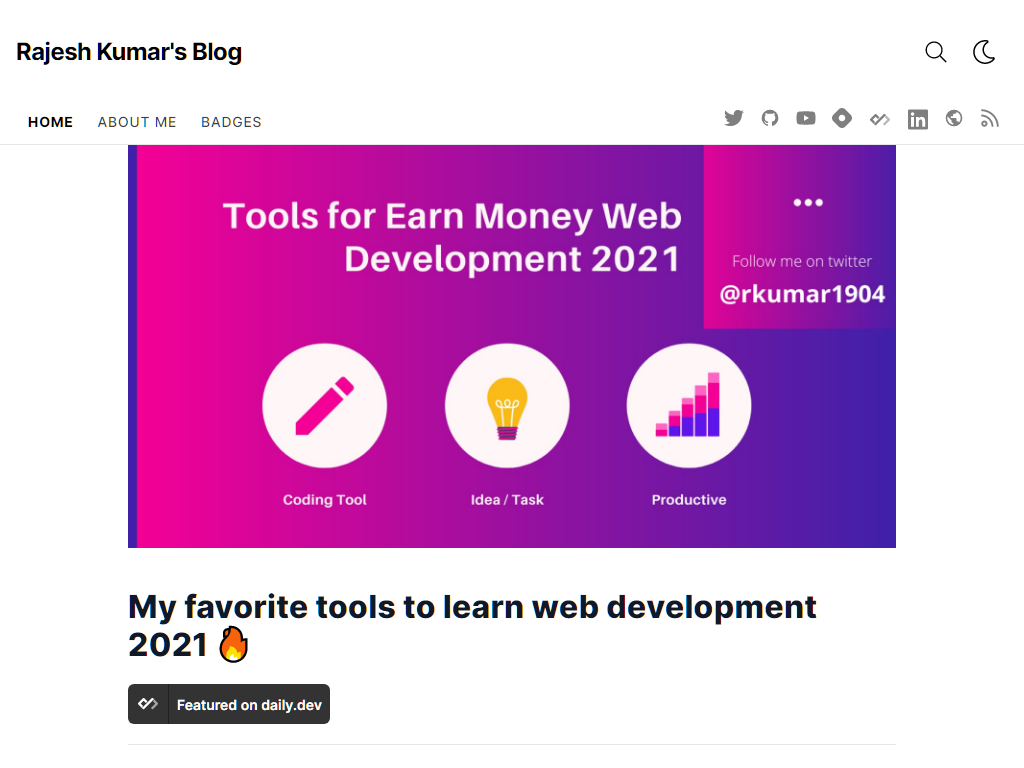 Rajesh Kumar's Blog
HOME ABOUT ME BADGES
Tools for Earn Money Web
Development 2021
Follow me on twitter
@rkumar1904
Coding Tool
Idea / Task
Productive
My favorite tools to learn web development
2021 🔥
Featured on daily.dev